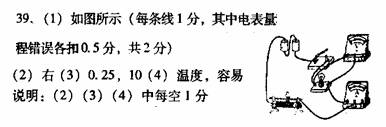 39. (1) 如图所示 (每条线1分, 其中电表量
程错误各扣0.5分, 共2分)
(2) 右 (3) 0.25, 10 (4) 温度, 容易
说明: (2) (3) (4) 中每空1分